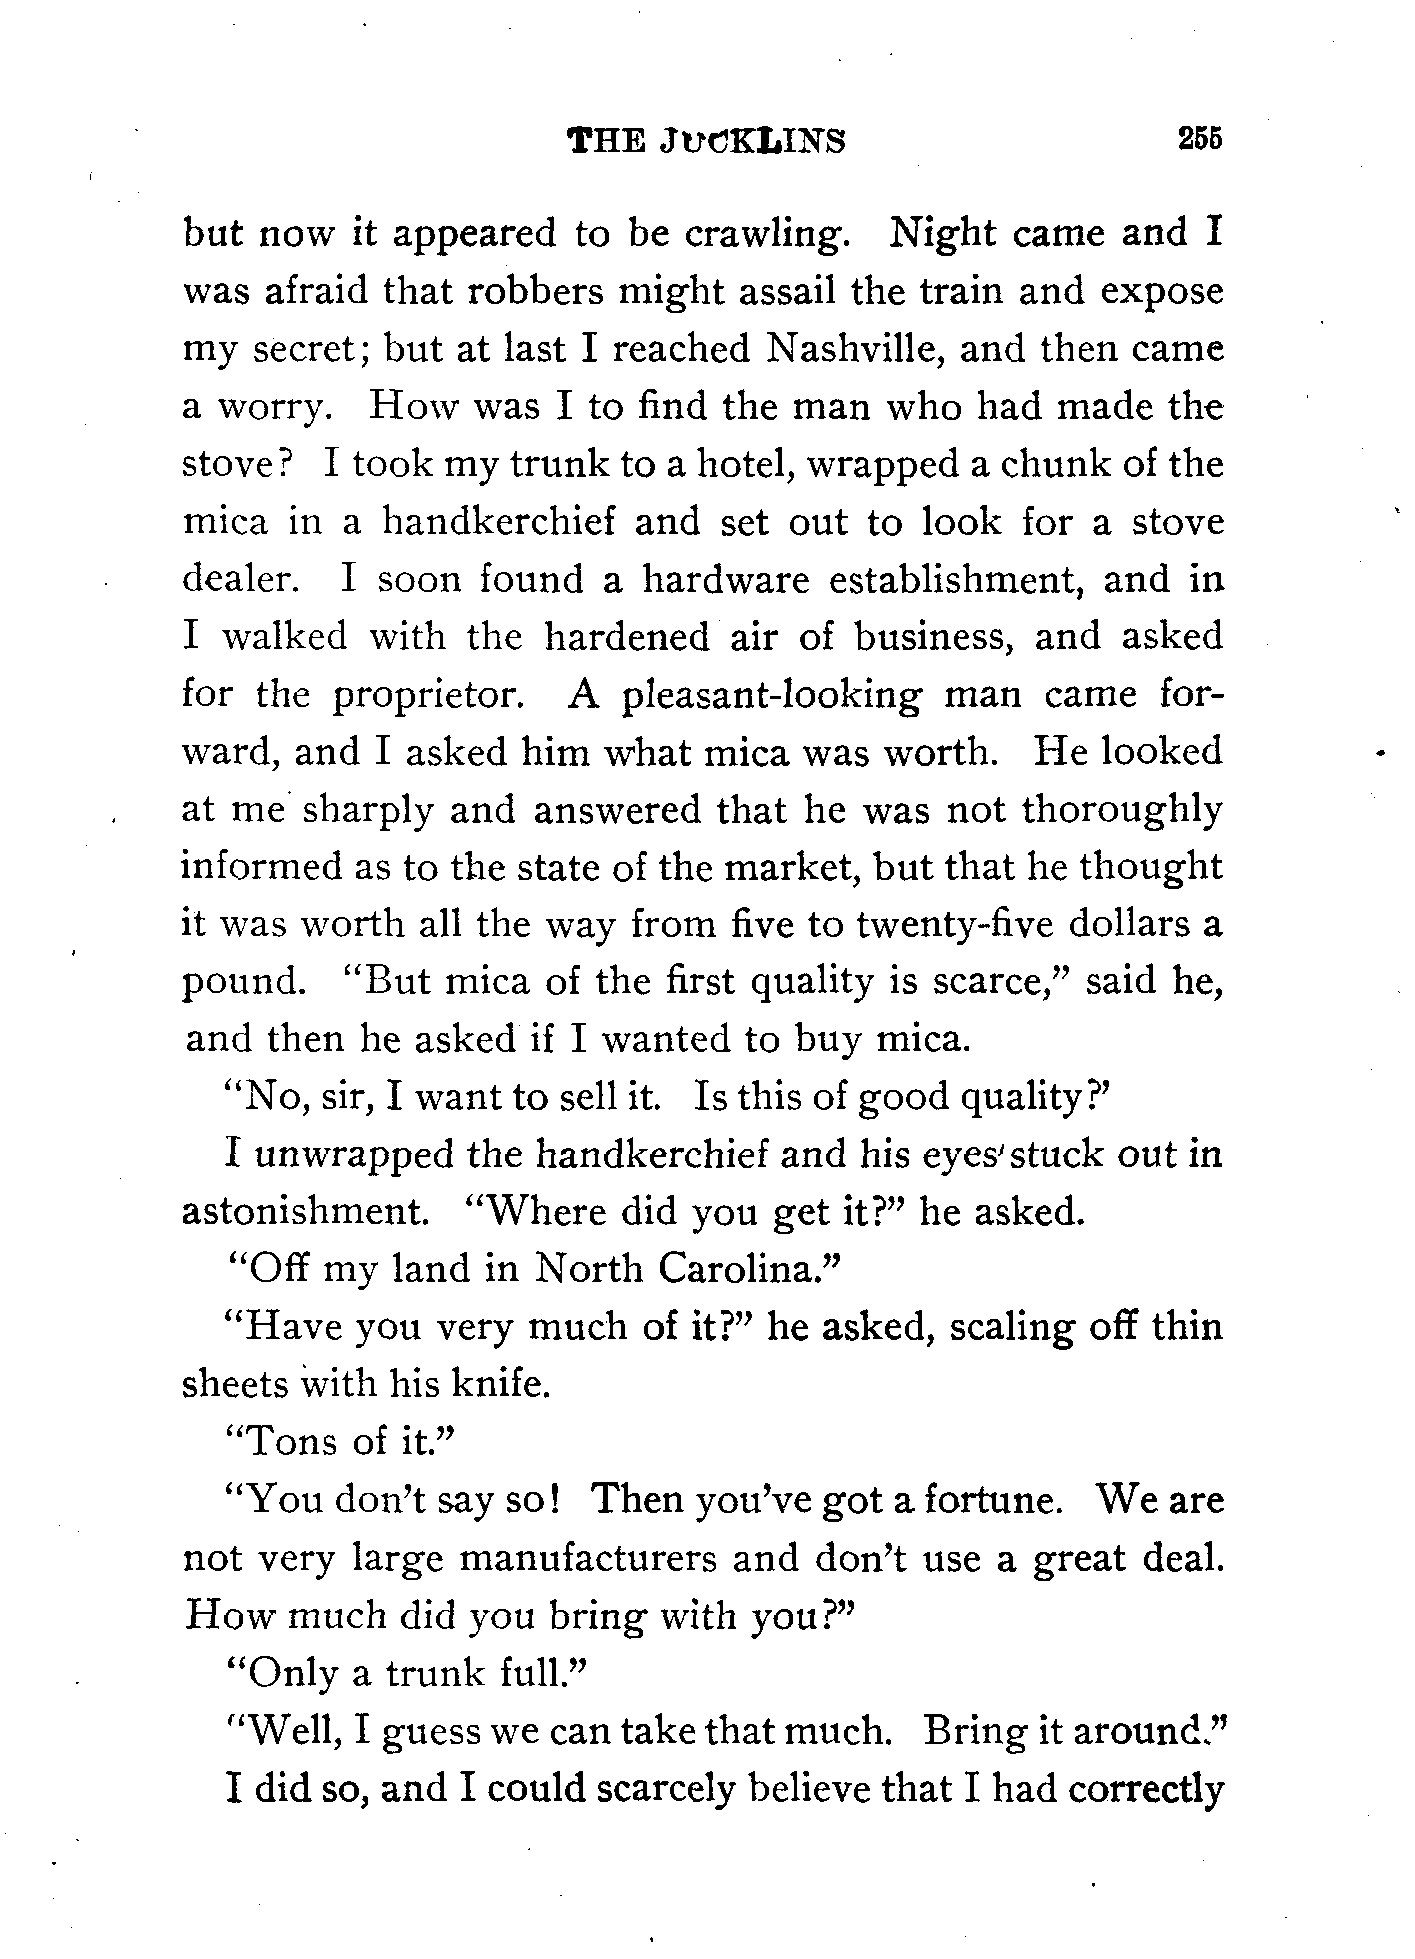 THE JUCKLINS 255
but now it appeared to be crawling. Night came and I
was afraid that robbers might assail the train and expose
my secret; but at last I reached Nashville, and then came
a worry. How was I to find the man who had made the
stove? I took my trunk to a hotel, wrapped a chunk of the
mica in a handkerchief and set out to look for a stove
dealer. I soon found a hardware establishment, and in
I walked with the hardened air of business, and asked
for the proprietor. A pleasant-looking man came for-
ward, and I asked him what mica was worth. He looked
at me sharply and answered that he was not thoroughly
informed as to the state of the market, but that he thought
it was worth all the way from five to twenty-five dollars a
pound. “But mica of the first quality is scarce,” said he,
and then he asked if I wanted to buy mica.
“No, sir, I want to sell it. Is this of good quality?’
I unwrapped the handkerchief and his eyes stuck out in
astonishment. “Where did you get it?” he asked.
“Off my land in North Carolina.”
“Have you very much of it?” he asked, scaling off thin
sheets with his knife.
“Tons of it.”
“You don’t say so! Then you’ve got a fortune. We are
not very large manufacturers and don’t use a great deal.
How much did you bring with you?”
“Only a trunk full.”
“Well, I guess we can take that much. Bring it around.”
I did so, and I could scarcely believe that I had correctly